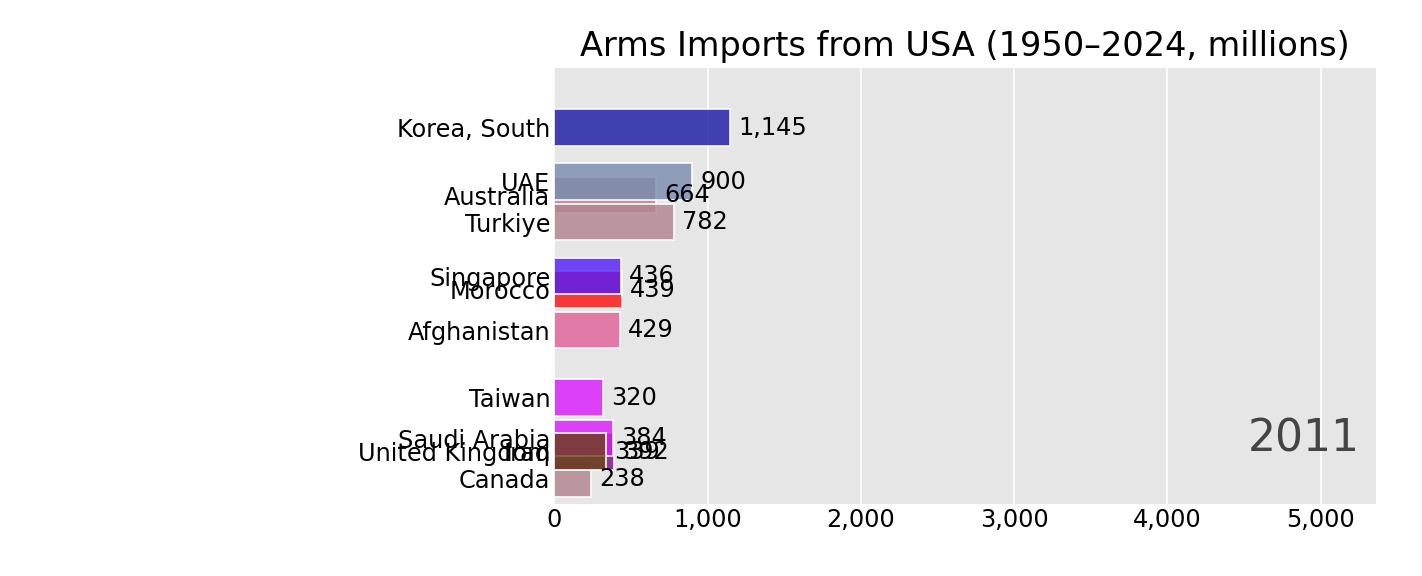 Arms Imports from USA (1950–2024, millions)
Korea, South 1,145
UAE 900
Australia 664
Turkiye 782
Singapore 436
Morocco 439
Afghanistan 429
Taiwan 320
Saudi Arabia 384
United Kingdom 339
Iraq 392
Canada 238
2011
0 1,000 2,000 3,000 4,000 5,000